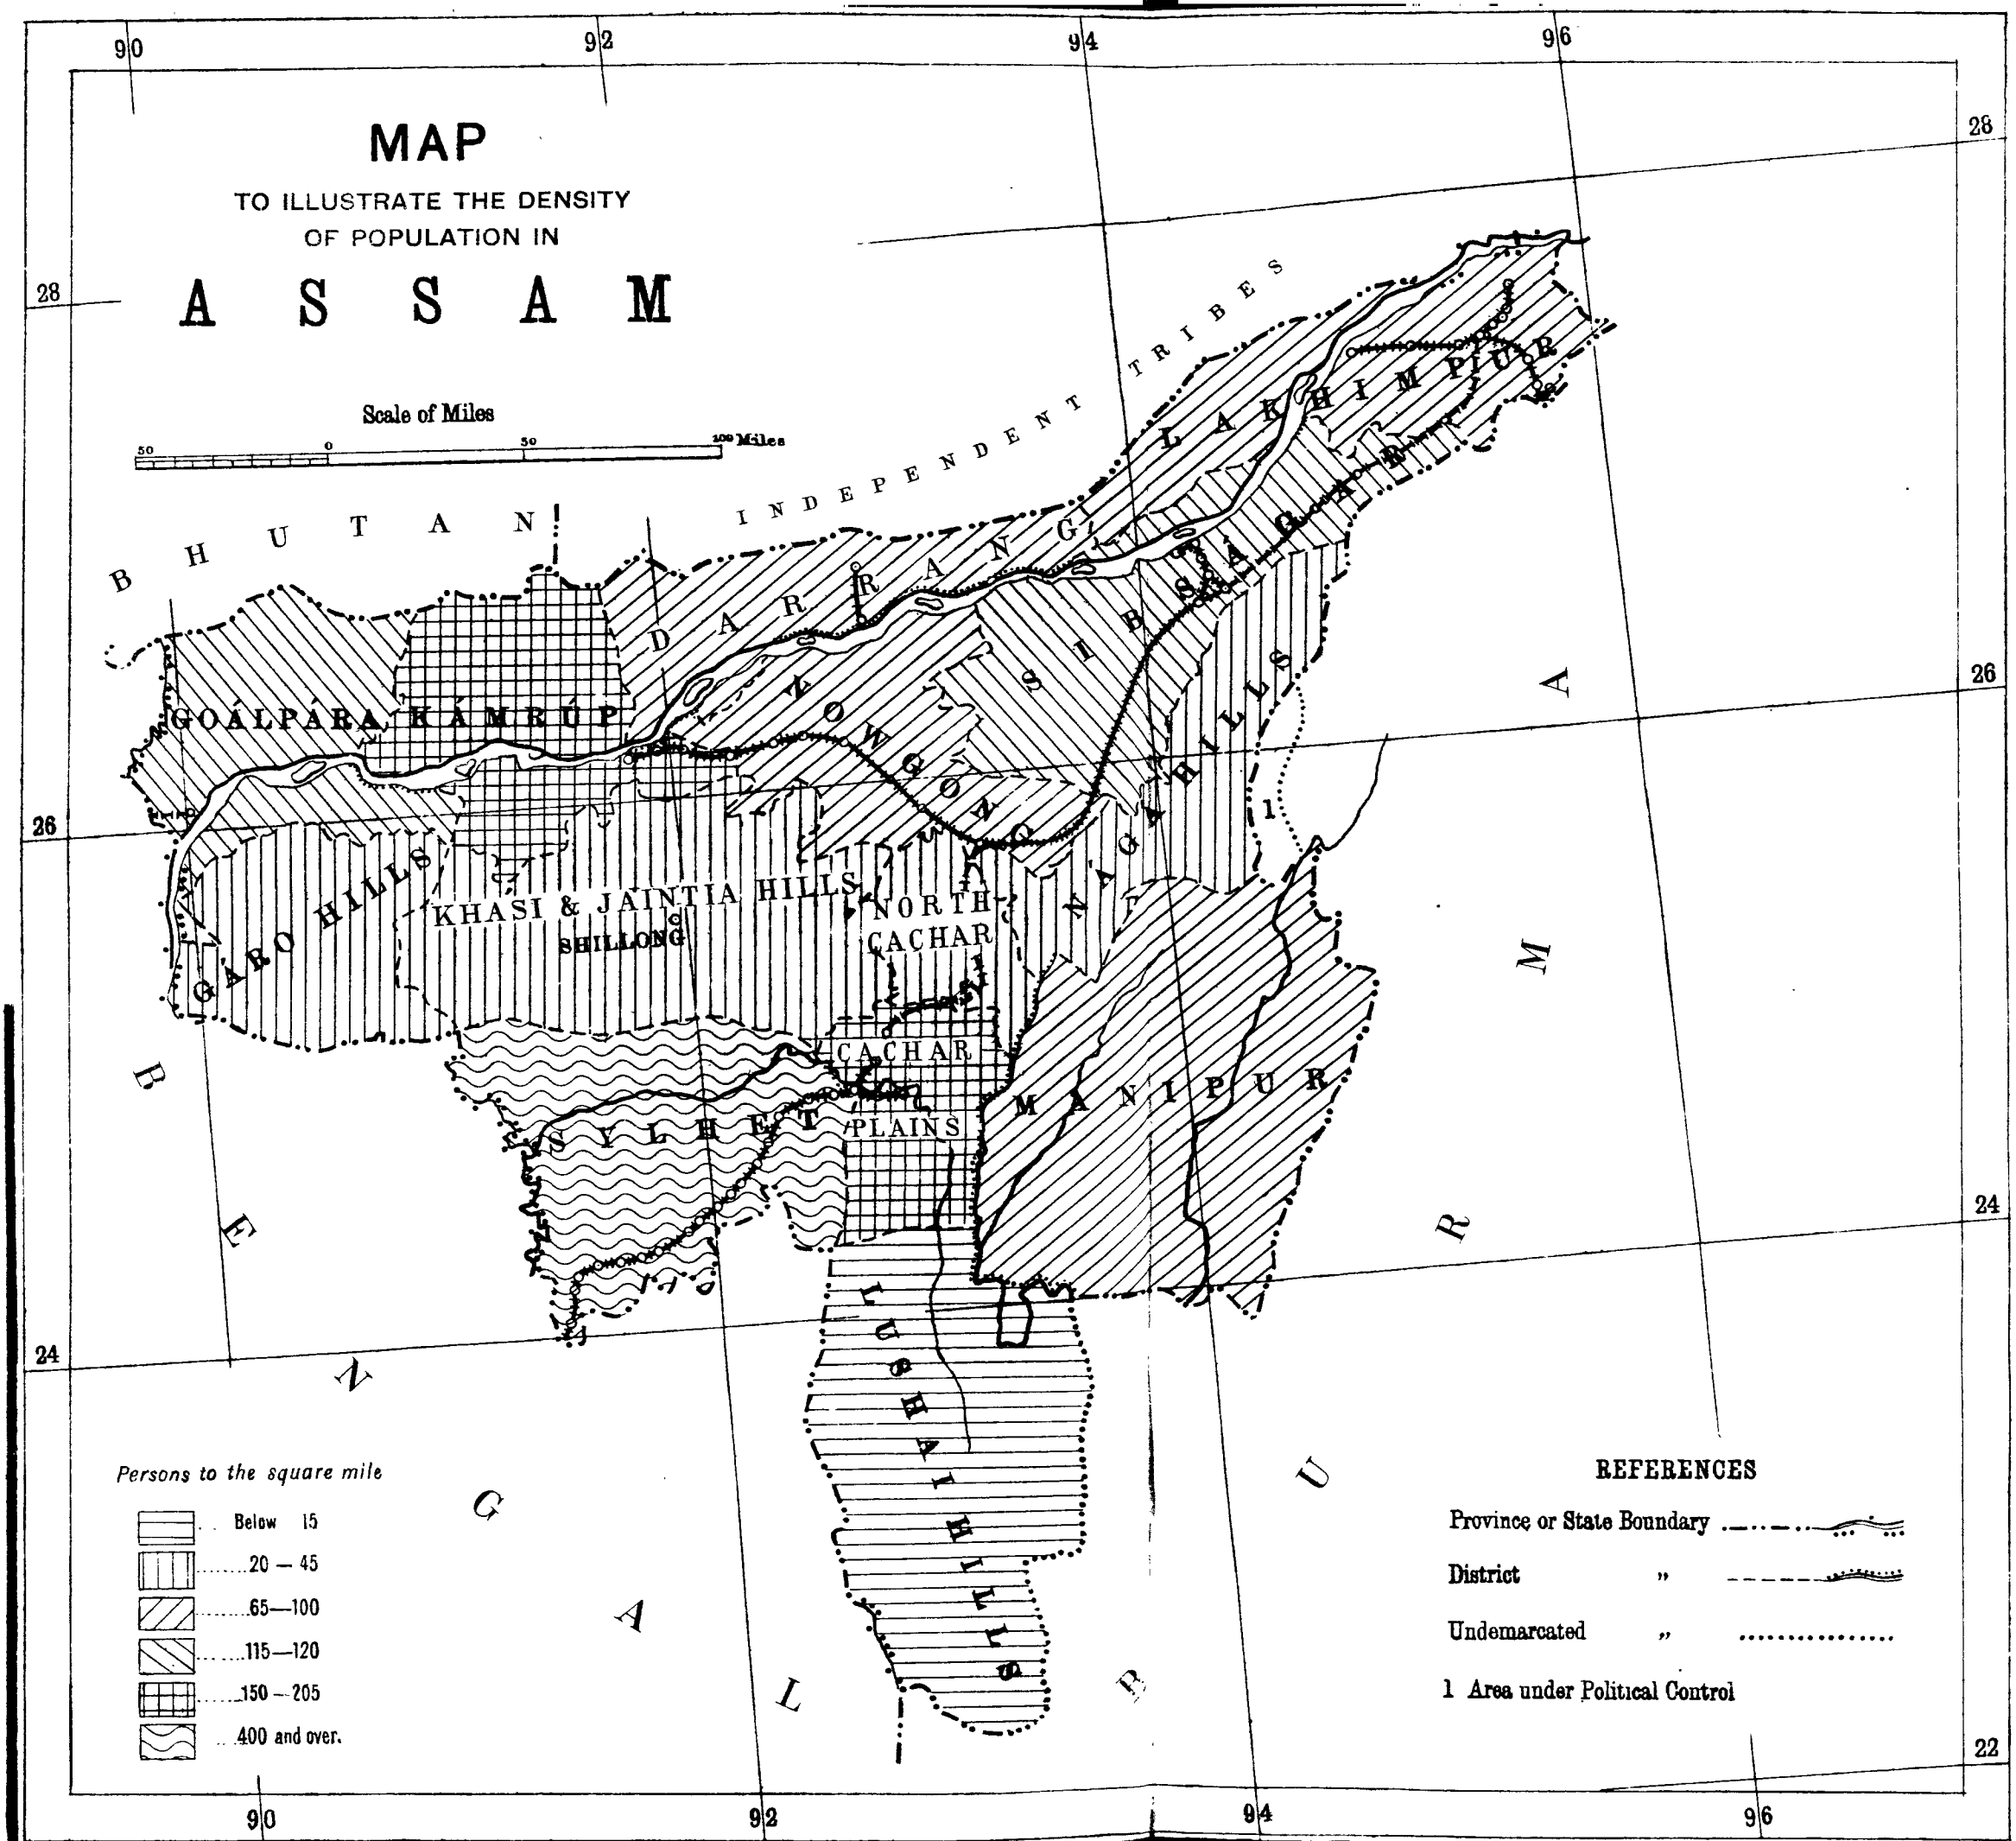 90 92 94 96
MAP
TO ILLUSTRATE THE DENSITY
OF POPULATION IN
ASSAM
28
28
Scale of Miles
50 0 50 100 Miles
BHUTAN
INDEPENDENT TRIBES
LAKHIMPUR
DARRANG
SIBSÁGAR
GOÁLPÁRA
KÁMRÚP
NOWGONG
NÁGA HILLS
26
26
1
GÁRO HILLS
KHASI & JAINTIA HILLS
SHILLONG
NORTH
CACHAR
CACHAR
PLAINS
SYLHET
MANIPUR
LUSHAI HILLS
BENGAL
BURMA
24
24
Persons to the square mile
Below 15
20 — 45
65—100
115—120
150 — 205
400 and over.
REFERENCES
Province or State Boundary
District „
Undemarcated „
1 Area under Political Control
22
90 92 94 96